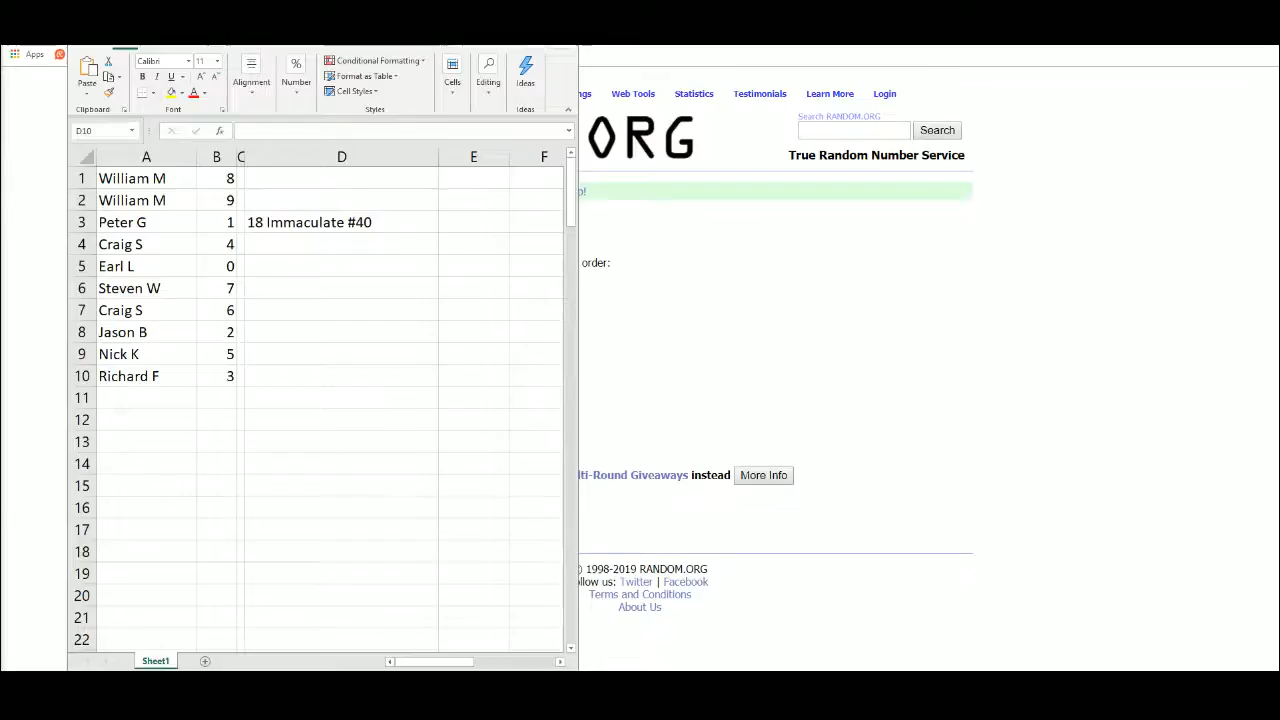 Apps
Calibri 11
Paste
B I U A A
Clipboard Font
Alignment
%
Number
Conditional Formatting
Format as Table
Cell Styles
Styles
Cells
Editing
Ideas
Ideas
D10 fx
A B C D E F
1 William M 8
2 William M 9
3 Peter G 1 18 Immaculate #40
4 Craig S 4
5 Earl L 0
6 Steven W 7
7 Craig S 6
8 Jason B 2
9 Nick K 5
10 Richard F 3
11
12
13
14
15
16
17
18
19
20
21
22
Sheet1
ngs Web Tools Statistics Testimonials Learn More Login
Search RANDOM.ORG
Search
ORG
True Random Number Service
p!
order:
lti-Round Giveaways instead More Info
) 1998-2019 RANDOM.ORG
ollow us: Twitter | Facebook
Terms and Conditions
About Us